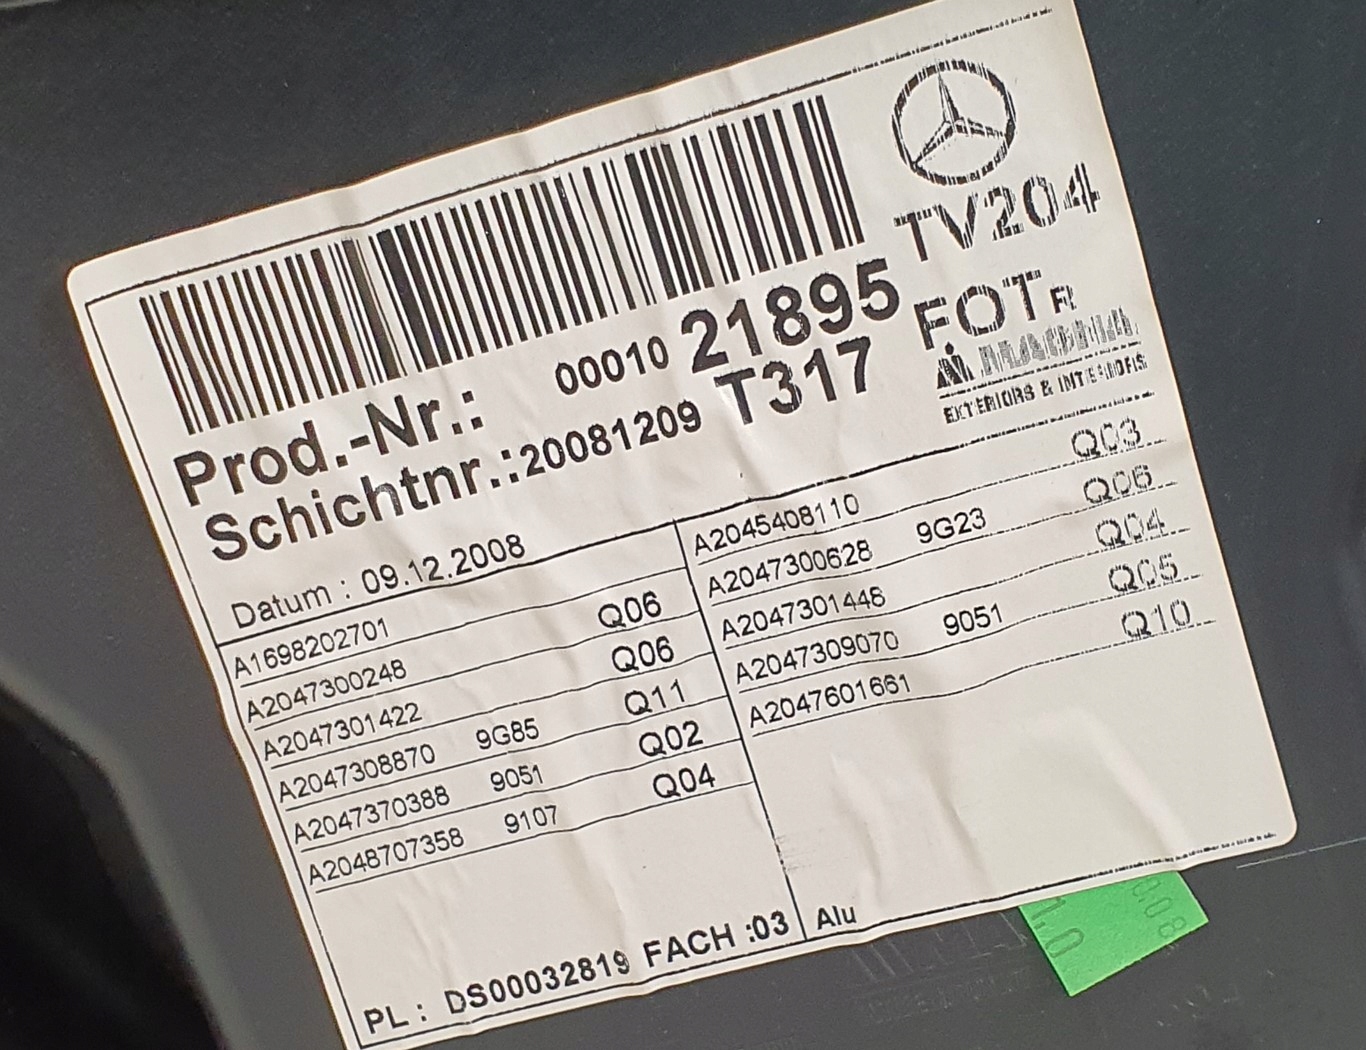 TV204
Prod.-Nr.: 00010 21895 FOTR
MAGNA
EXTERIORS & INTERIORS
Schichtnr.:20081209 T317
Datum : 09.12.2008
A1698202701
A2047300248 Q06
A2047301422 Q06
A2047308870 9G85 Q11
A2047370388 9051 Q02
A2048707358 9107 Q04
A2045408110 Q03
A2047300628 9G23 Q06
A2047301446 Q04
A2047309070 9051 Q05
A2047601661 Q10
PL : DS00032819 FACH :03 Alu